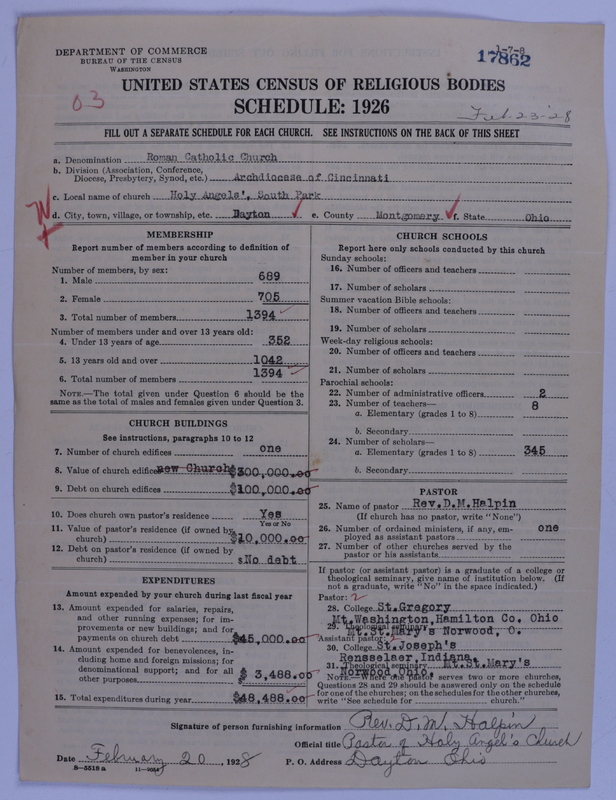 DEPARTMENT OF COMMERCE
BUREAU OF THE CENSUS
WASHINGTON
1-7-8
17862
UNITED STATES CENSUS OF RELIGIOUS BODIES
SCHEDULE: 1926
03
Feb-23-28
FILL OUT A SEPARATE SCHEDULE FOR EACH CHURCH. SEE INSTRUCTIONS ON THE BACK OF THIS SHEET
a. Denomination Roman Catholic Church
b. Division (Association, Conference, Diocese, Presbytery, Synod, etc.) Archdiocese of Cincinnati
c. Local name of church Holy Angels', South Park
d. City, town, village, or township, etc. Dayton e. County Montgomery f. State Ohio
MEMBERSHIP
Report number of members according to definition of
member in your church
Number of members, by sex:
1. Male 689
2. Female 705
3. Total number of members 1394
Number of members under and over 13 years old:
4. Under 13 years of age 352
5. 13 years old and over 1042
6. Total number of members 1394
NOTE.—The total given under Question 6 should be
the same as the total of males and females given under Question 3.
CHURCH BUILDINGS
See instructions, paragraphs 10 to 12
7. Number of church edifices one
8. Value of church edifices new Church $300,000.00
9. Debt on church edifices $100,000.00
10. Does church own pastor's residence Yes
Yes or No
11. Value of pastor's residence (if owned by
church) $10,000.00
12. Debt on pastor's residence (if owned by
church) $ No debt
EXPENDITURES
Amount expended by your church during last fiscal year
13. Amount expended for salaries, repairs,
and other running expenses; for im-
provements or new buildings; and for
payments on church debt $45,000.00
14. Amount expended for benevolences, in-
cluding home and foreign missions; for
denominational support; and for all
other purposes $ 3,488.00
15. Total expenditures during year $48,488.00
CHURCH SCHOOLS
Report here only schools conducted by this church
Sunday schools:
16. Number of officers and teachers
17. Number of scholars
Summer vacation Bible schools:
18. Number of officers and teachers
19. Number of scholars
Week-day religious schools:
20. Number of officers and teachers
21. Number of scholars
Parochial schools:
22. Number of administrative officers 2
23. Number of teachers—
a. Elementary (grades 1 to 8) 8
b. Secondary
24. Number of scholars—
a. Elementary (grades 1 to 8) 345
b. Secondary
PASTOR
25. Name of pastor Rev.D.M.Halpin
(If church has no pastor, write "None")
26. Number of ordained ministers, if any, em-
ployed as assistant pastors one
27. Number of other churches served by the
pastor or his assistants
If pastor (or assistant pastor) is a graduate of a college or
theological seminary, give name of institution below. (If
not a graduate, write "No" in the space indicated.)
Pastor: 2
28. College St.Gregory
Mt.Washington,Hamilton Co. Ohio
29. Theological seminary
Mt.St.Mary's Norwood, O.
Assistant pastor: 2
30. College St.Joseph's
Rensselaer,Indiana.
31. Theological seminary Mt.St.Mary's
Norwood,Ohio.
NOTE.—Where one pastor serves two or more churches,
Questions 28 and 29 should be answered only on the schedule
for one of the churches; on the schedules for the other churches,
write "See schedule for church."
Signature of person furnishing information Rev. D. M. Halpin
Official title Pastor of Holy Angel's Church
Date February 20, 1928 P. O. Address Dayton Ohio
8-5518 a